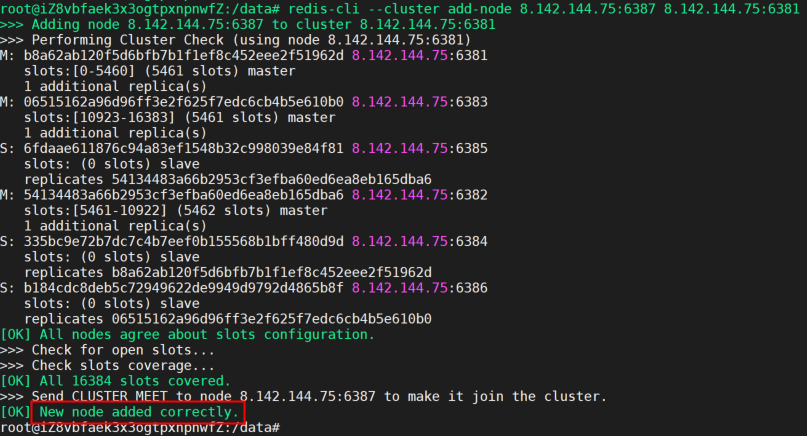 root@iZ8vbfaek3x3ogtpxnpnwfZ:/data# redis-cli --cluster add-node 8.142.144.75:6387 8.142.144.75:6381
>>> Adding node 8.142.144.75:6387 to cluster 8.142.144.75:6381
>>> Performing Cluster Check (using node 8.142.144.75:6381)
M: b8a62ab120f5d6bfb7b1f1ef8c452eee2f51962d 8.142.144.75:6381
   slots:[0-5460] (5461 slots) master
   1 additional replica(s)
M: 06515162a96d96ff3e2f625f7edc6cb4b5e610b0 8.142.144.75:6383
   slots:[10923-16383] (5461 slots) master
   1 additional replica(s)
S: 6fdaae611876c94a83ef1548b32c998039e84f81 8.142.144.75:6385
   slots: (0 slots) slave
   replicates 54134483a66b2953cf3efba60ed6ea8eb165dba6
M: 54134483a66b2953cf3efba60ed6ea8eb165dba6 8.142.144.75:6382
   slots:[5461-10922] (5462 slots) master
   1 additional replica(s)
S: 335bc9e72b7dc7c4b7eef0b155568b1bff480d9d 8.142.144.75:6384
   slots: (0 slots) slave
   replicates b8a62ab120f5d6bfb7b1f1ef8c452eee2f51962d
S: b184cdc8deb5c72949622de9949d9792d4865b8f 8.142.144.75:6386
   slots: (0 slots) slave
   replicates 06515162a96d96ff3e2f625f7edc6cb4b5e610b0
[OK] All nodes agree about slots configuration.
>>> Check for open slots...
>>> Check slots coverage...
[OK] All 16384 slots covered.
>>> Send CLUSTER MEET to node 8.142.144.75:6387 to make it join the cluster.
[OK] New node added correctly.
root@iZ8vbfaek3x3ogtpxnpnwfZ:/data#